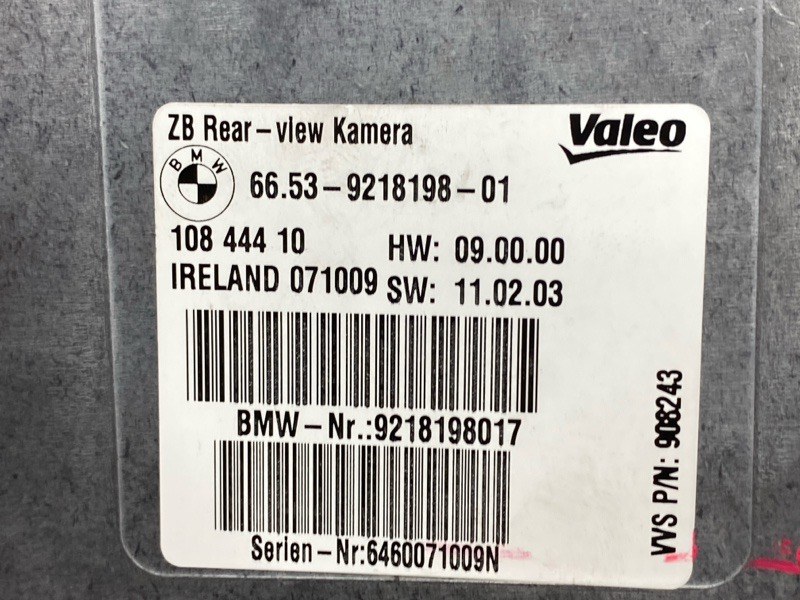 ZB Rear-view Kamera
Valeo
BMW
66.53-9218198-01
108 444 10 HW: 09.00.00
IRELAND 071009 SW: 11.02.03
BMW-Nr.:9218198017
Serien-Nr:6460071009N
VVS P/N: 908243